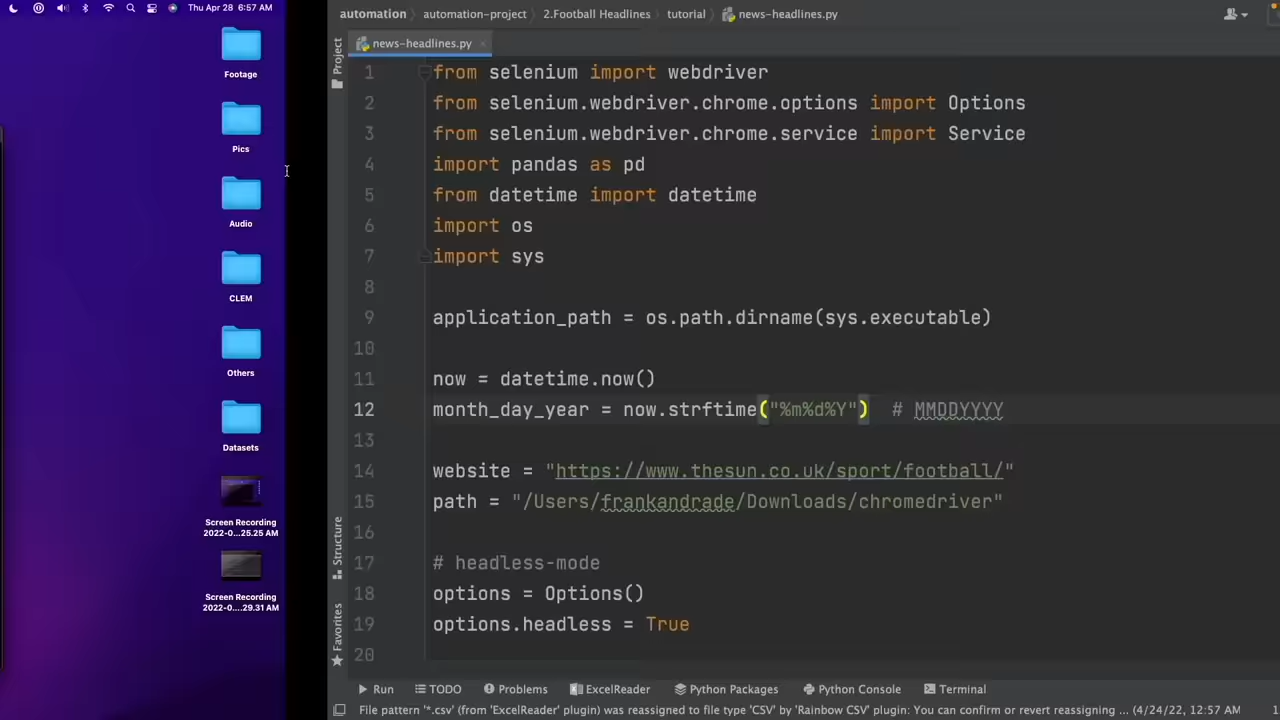 Thu Apr 28 6:57 AM
Footage
Pics
Audio
CLEM
Others
Datasets
Screen Recording
2022-0....25.25 AM
Screen Recording
2022-0....29.31 AM
automation
automation-project
2.Football Headlines
tutorial
news-headlines.py
Project
news-headlines.py
1 from selenium import webdriver
2 from selenium.webdriver.chrome.options import Options
3 from selenium.webdriver.chrome.service import Service
4 import pandas as pd
5 from datetime import datetime
6 import os
7 import sys
8
9 application_path = os.path.dirname(sys.executable)
10
11 now = datetime.now()
12 month_day_year = now.strftime("%m%d%Y") # MMDDYYYY
13
14 website = "https://www.thesun.co.uk/sport/football/"
15 path = "/Users/frankandrade/Downloads/chromedriver"
16
17 # headless-mode
18 options = Options()
19 options.headless = True
20
Structure
Favorites
Run
TODO
Problems
ExcelReader
Python Packages
Python Console
Terminal
File pattern '*.csv' (from 'ExcelReader' plugin) was reassigned to file type 'CSV' by 'Rainbow CSV' plugin: You can confirm or revert reassigning ... (4/24/22, 12:57 AM